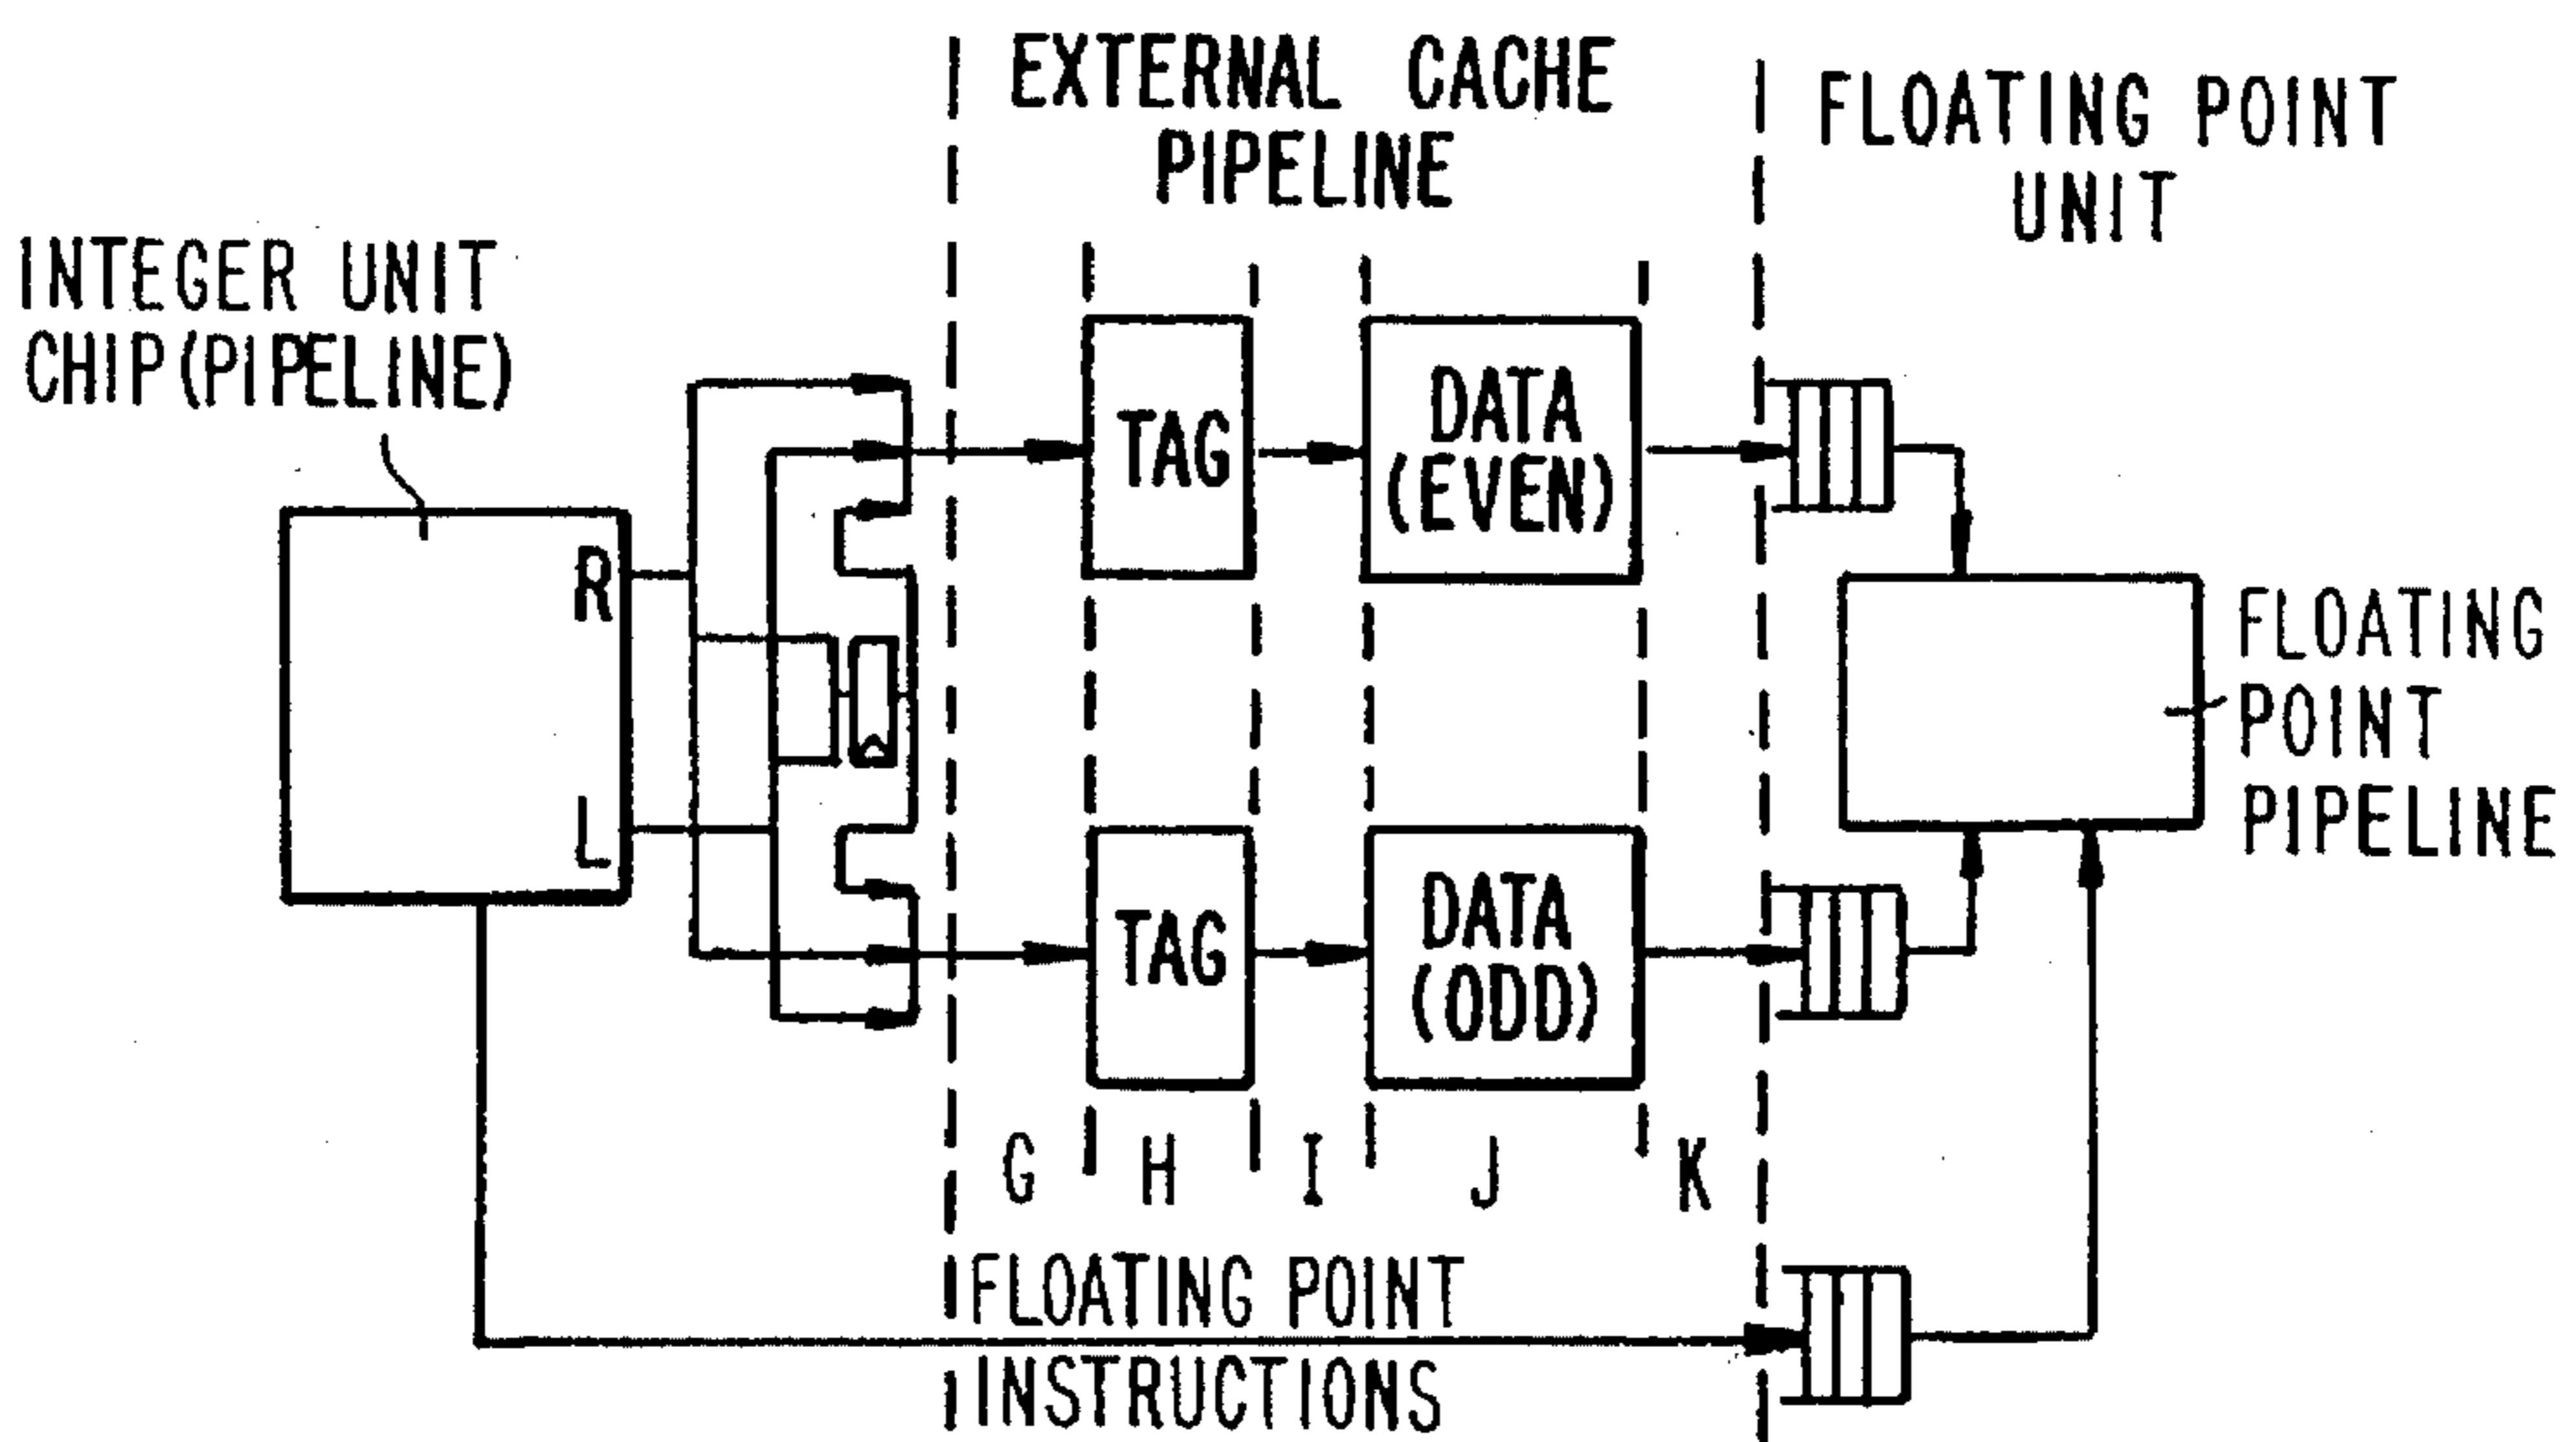 EXTERNAL CACHE
PIPELINE
FLOATING POINT
UNIT
INTEGER UNIT
CHIP(PIPELINE)
R
L
TAG
DATA
(EVEN)
TAG
DATA
(ODD)
FLOATING
POINT
PIPELINE
G H I J K
FLOATING POINT
INSTRUCTIONS